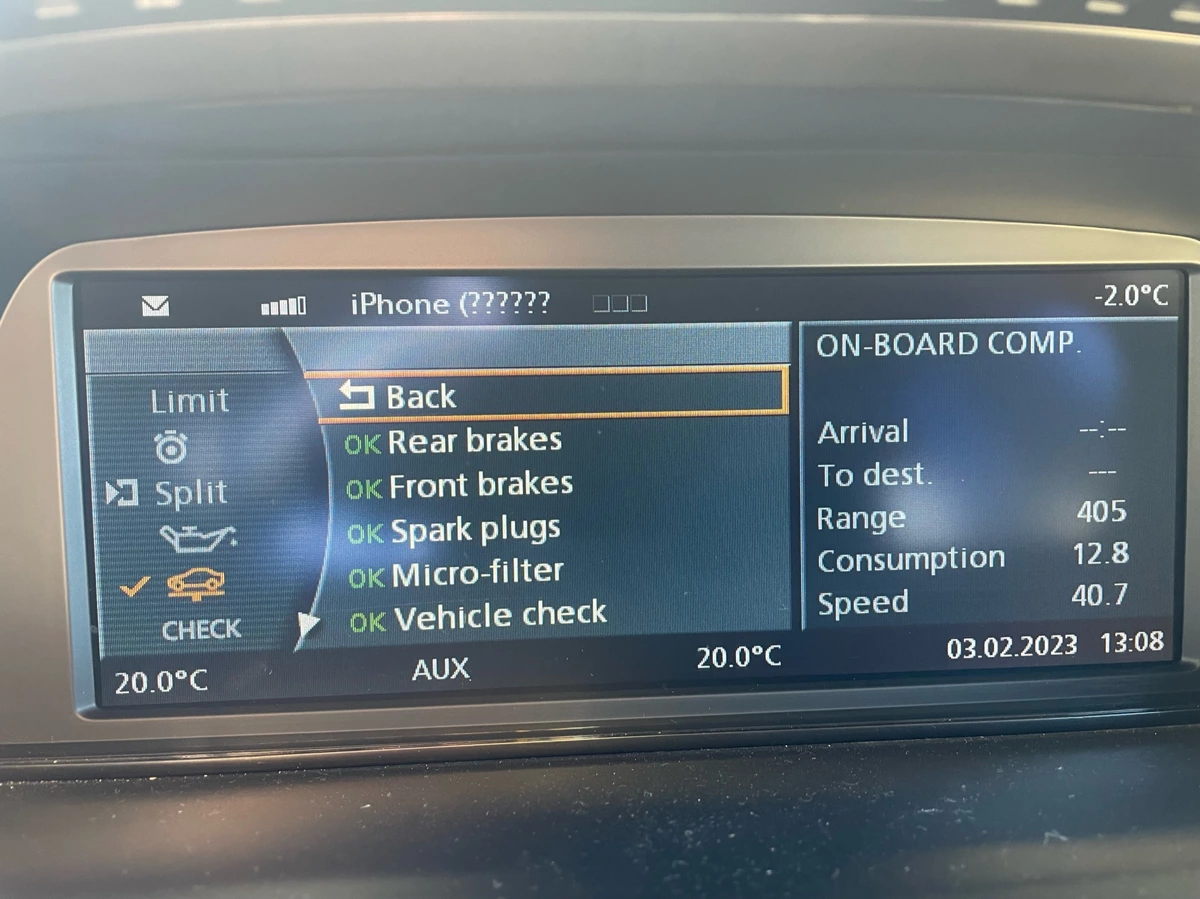 iPhone (?????? □□□ -2.0°C
Limit
Split
CHECK
Back
OK Rear brakes
OK Front brakes
OK Spark plugs
OK Micro-filter
OK Vehicle check
ON-BOARD COMP.
Arrival --:--
To dest. ---
Range 405
Consumption 12.8
Speed 40.7
20.0°C AUX 20.0°C 03.02.2023 13:08